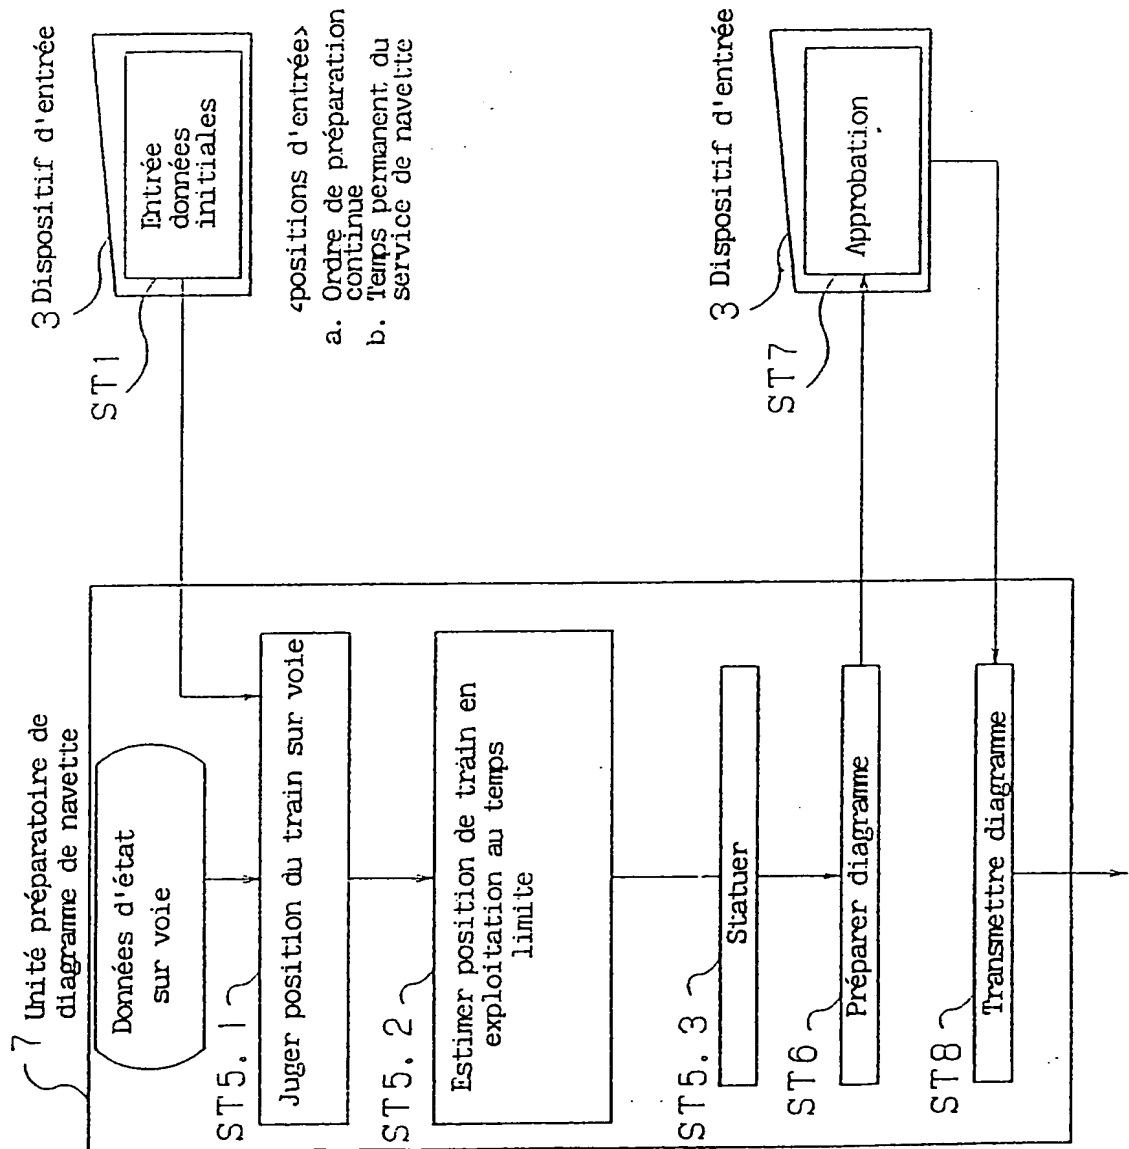 7 Unité préparatoire de
diagramme de navette
Données d'état
sur voie
ST5.1
Juger position du train sur voie
ST5.2
Estimer position de train en
exploitation au temps
limite
ST5.3
Statuer
ST6
Préparer diagramme
ST8
Transmettre diagramme
3 Dispositif d'entrée
ST1
Entrée
données
initiales
<positions d'entrée>
a. Ordre de préparation
continue
b. Temps permanent du
service de navette
3 Dispositif d'entrée
ST7
Approbation